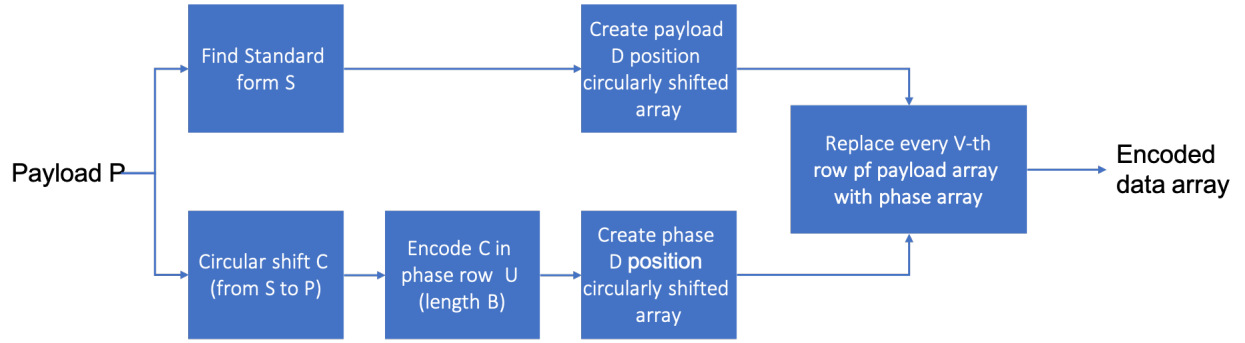 Payload P
Find Standard
form S
Create payload
D position
circularly shifted
array
Circular shift C
(from S to P)
Encode C in
phase row U
(length B)
Create phase
D position
circularly shifted
array
Replace every V-th
row pf payload array
with phase array
Encoded
data array